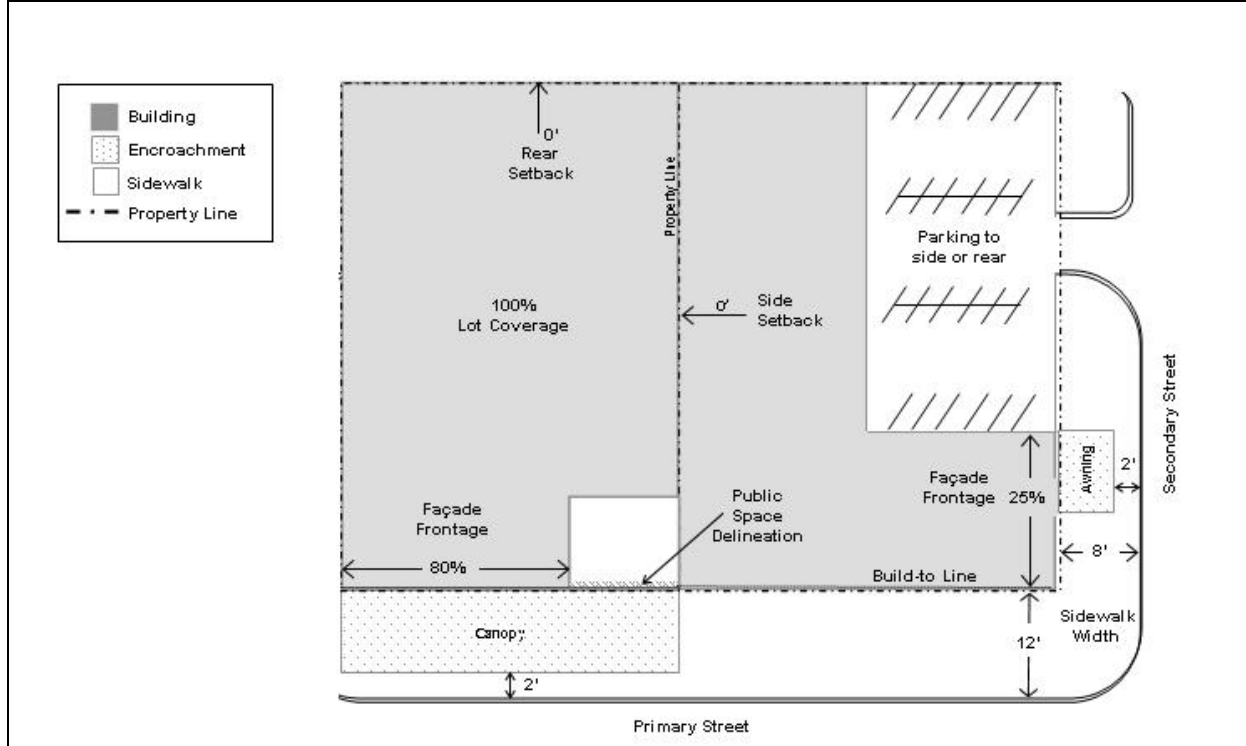 Building
Encroachment
Sidewalk
Property Line
0'
Rear
Setback
Property Line
Parking to
side or rear
100%
Lot Coverage
0'
Side
Setback
Secondary Street
Façade
Frontage
80%
Public
Space
Delineation
Façade
Frontage
25%
Awning
2'
8'
Build-to Line
Canopy
12'
Sidewalk
Width
2'
Primary Street